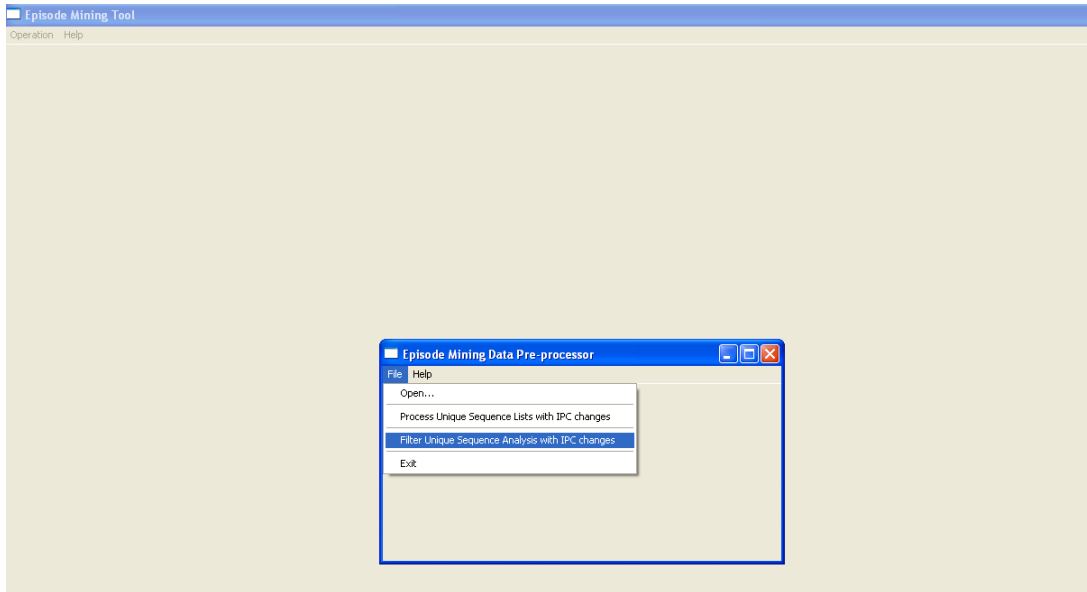 Episode Mining Tool
Operation Help
Episode Mining Data Pre-processor
File Help
Open...
Process Unique Sequence Lists with IPC changes
Filter Unique Sequence Analysis with IPC changes
Exit